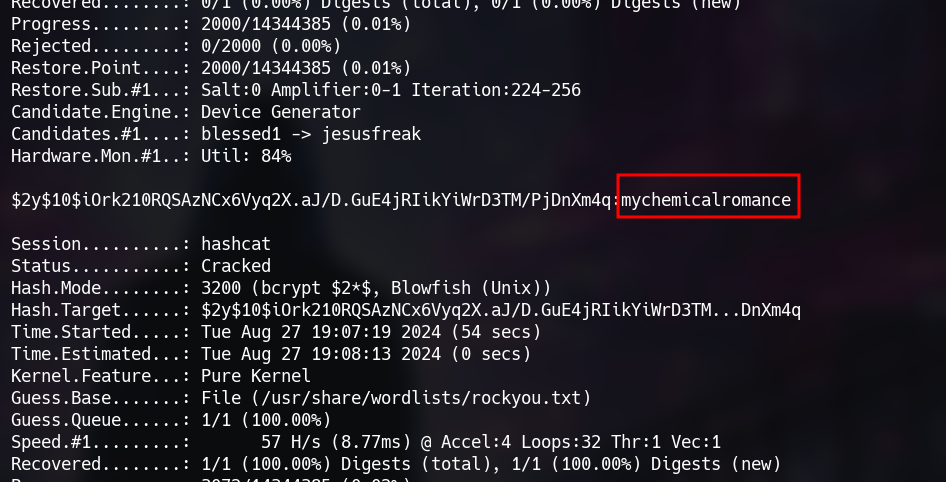 Recovered........: 0/1 (0.00%) Digests (total), 0/1 (0.00%) Digests (new)
Progress.........: 2000/14344385 (0.01%)
Rejected.........: 0/2000 (0.00%)
Restore.Point....: 2000/14344385 (0.01%)
Restore.Sub.#1...: Salt:0 Amplifier:0-1 Iteration:224-256
Candidate.Engine.: Device Generator
Candidates.#1....: blessed1 -> jesusfreak
Hardware.Mon.#1..: Util: 84%
$2y$10$iOrk210RQSAzNCx6Vyq2X.aJ/D.GuE4jRIikYiWrD3TM/PjDnXm4q:mychemicalromance
Session..........: hashcat
Status...........: Cracked
Hash.Mode........: 3200 (bcrypt $2*$, Blowfish (Unix))
Hash.Target......: $2y$10$iOrk210RQSAzNCx6Vyq2X.aJ/D.GuE4jRIikYiWrD3TM...DnXm4q
Time.Started.....: Tue Aug 27 19:07:19 2024 (54 secs)
Time.Estimated...: Tue Aug 27 19:08:13 2024 (0 secs)
Kernel.Feature...: Pure Kernel
Guess.Base.......: File (/usr/share/wordlists/rockyou.txt)
Guess.Queue......: 1/1 (100.00%)
Speed.#1.........:       57 H/s (8.77ms) @ Accel:4 Loops:32 Thr:1 Vec:1
Recovered........: 1/1 (100.00%) Digests (total), 1/1 (100.00%) Digests (new)